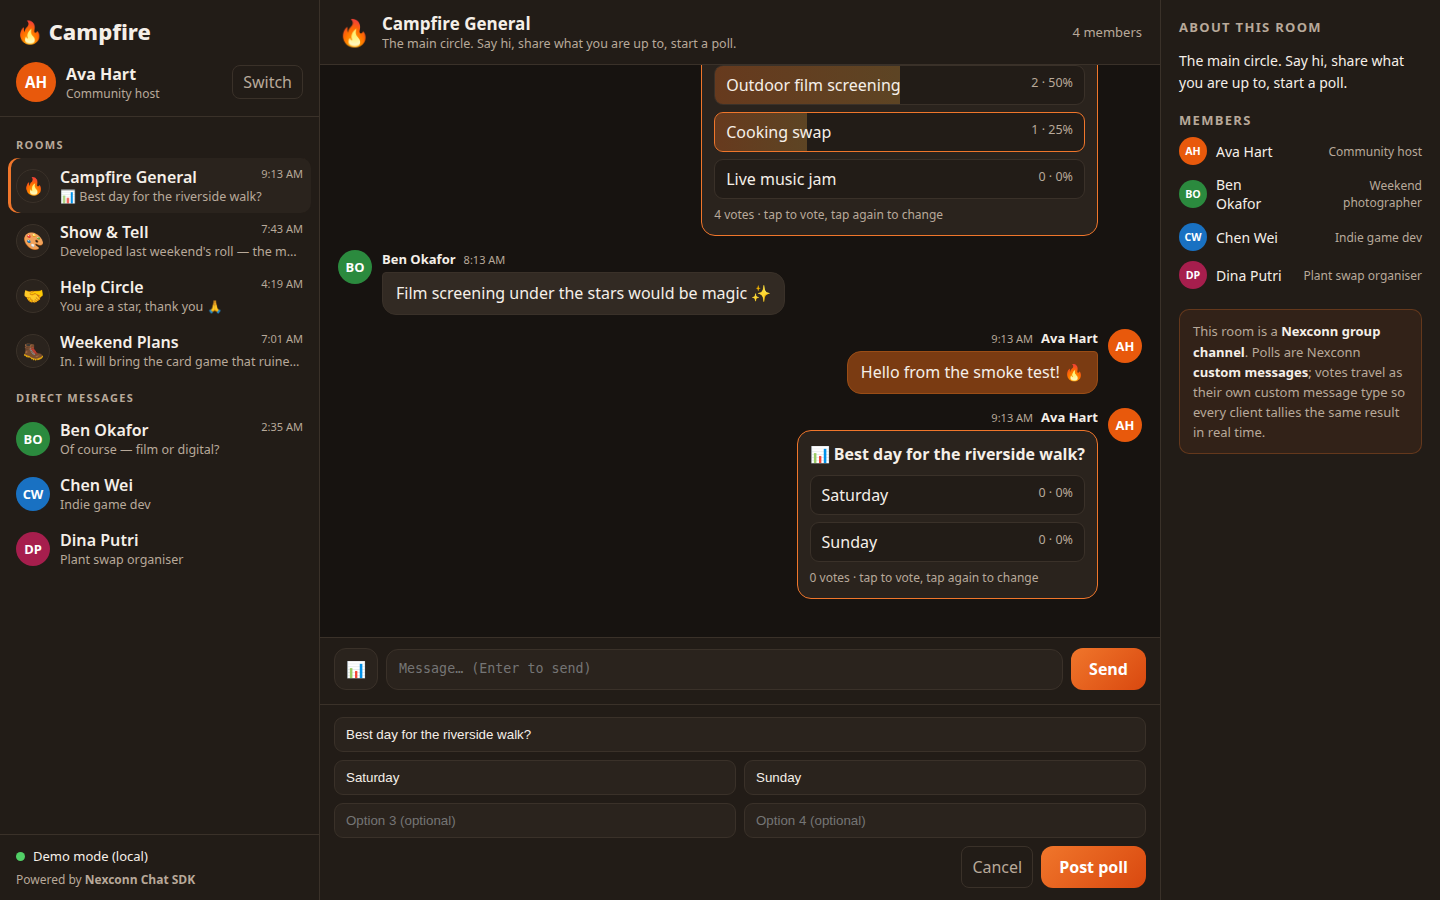 Campfire
AH
Ava Hart
Community host
Switch
ROOMS
Campfire General
9:13 AM
Best day for the riverside walk?
Show & Tell
7:43 AM
Developed last weekend's roll — the m...
Help Circle
4:19 AM
You are a star, thank you 🙏
Weekend Plans
7:01 AM
In. I will bring the card game that ruine...
DIRECT MESSAGES
BO
Ben Okafor
2:35 AM
Of course — film or digital?
CW
Chen Wei
Indie game dev
DP
Dina Putri
Plant swap organiser
Demo mode (local)
Powered by Nexconn Chat SDK
Campfire General
The main circle. Say hi, share what you are up to, start a poll.
4 members
Outdoor film screening
2 · 50%
Cooking swap
1 · 25%
Live music jam
0 · 0%
4 votes · tap to vote, tap again to change
BO
Ben Okafor 8:13 AM
Film screening under the stars would be magic ✨
9:13 AM Ava Hart
AH
Hello from the smoke test! 🔥
9:13 AM Ava Hart
AH
📊 Best day for the riverside walk?
Saturday
0 · 0%
Sunday
0 · 0%
0 votes · tap to vote, tap again to change
Message... (Enter to send)
Send
Best day for the riverside walk?
Saturday
Sunday
Option 3 (optional)
Option 4 (optional)
Cancel
Post poll
ABOUT THIS ROOM
The main circle. Say hi, share what
you are up to, start a poll.
MEMBERS
AH
Ava Hart
Community host
BO
Ben
Okafor
Weekend
photographer
CW
Chen Wei
Indie game dev
DP
Dina Putri
Plant swap organiser
This room is a Nexconn group
channel. Polls are Nexconn
custom messages; votes travel as
their own custom message type so
every client tallies the same result
in real time.